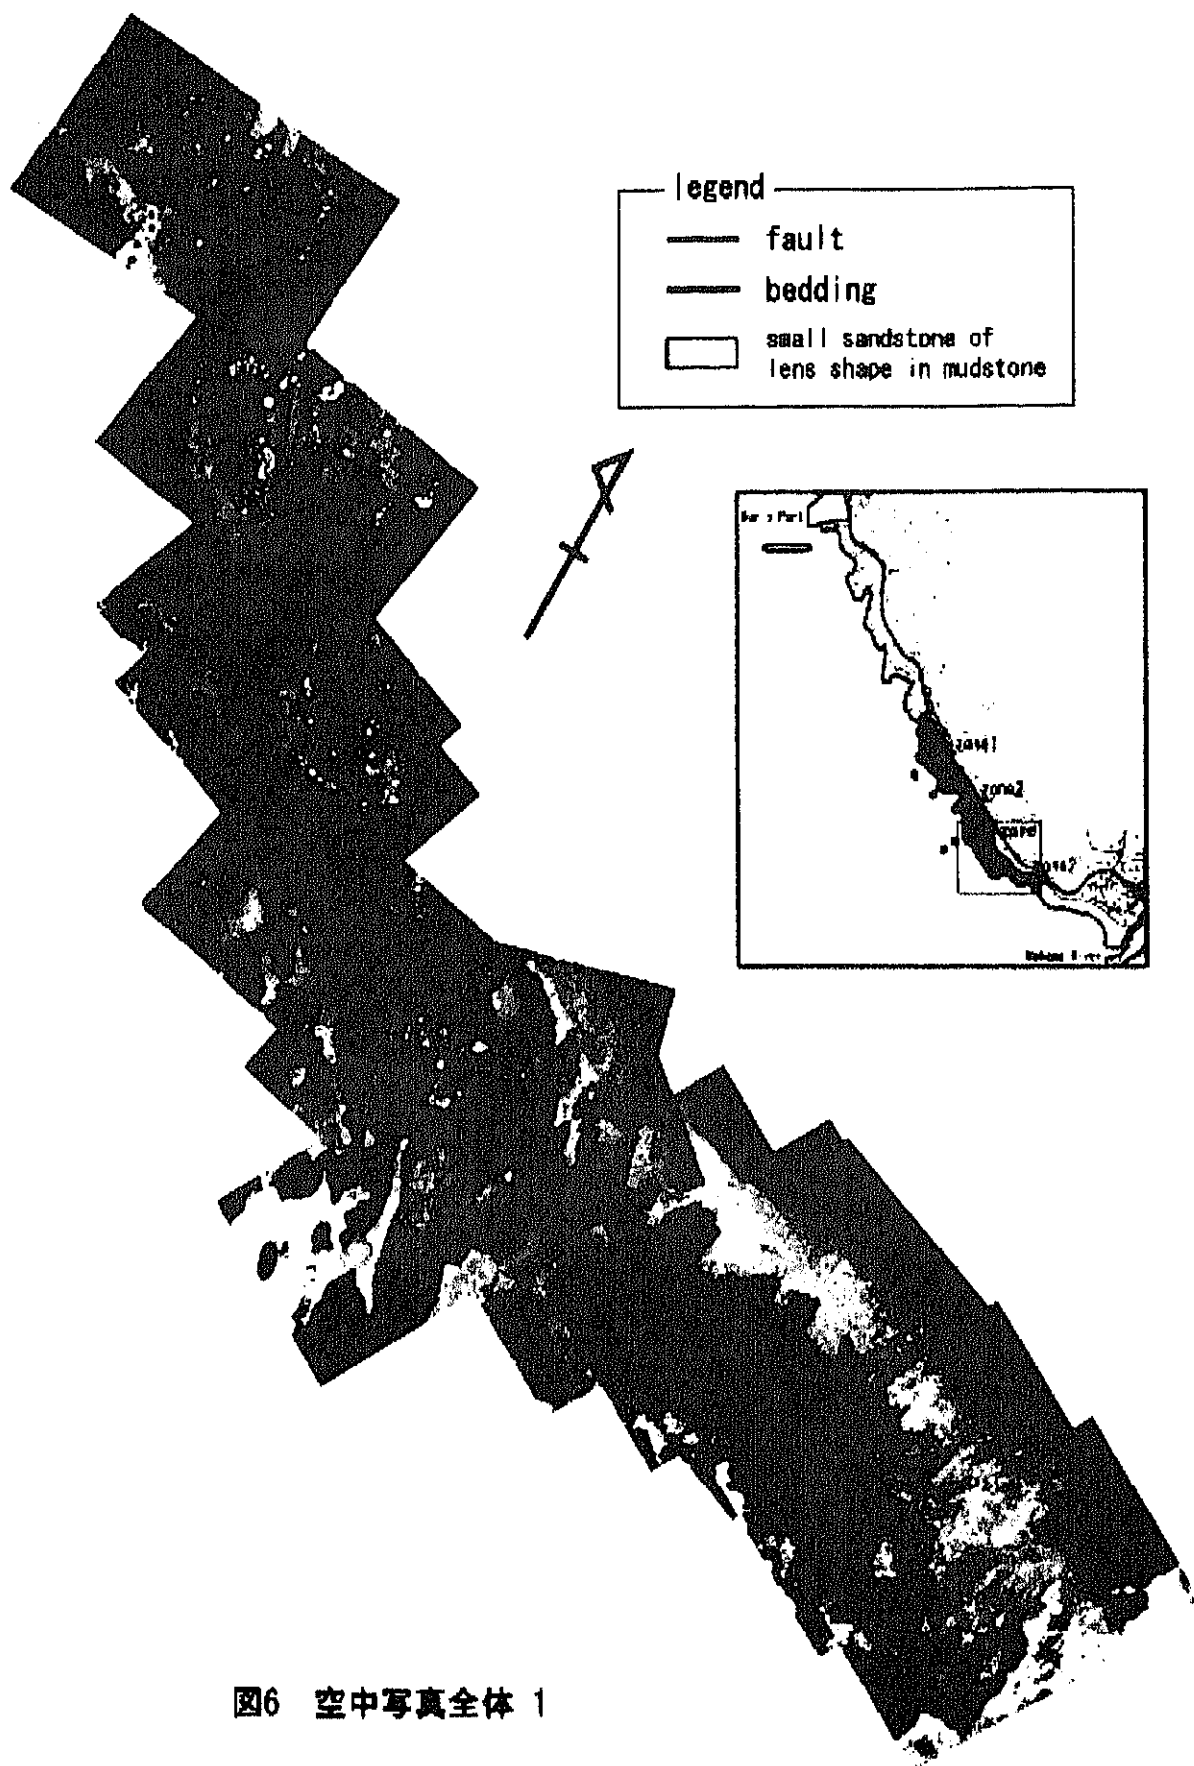 legend
fault
bedding
small sandstone of
lens shape in mudstone
zone1
zone2
図6 空中写真全体 1